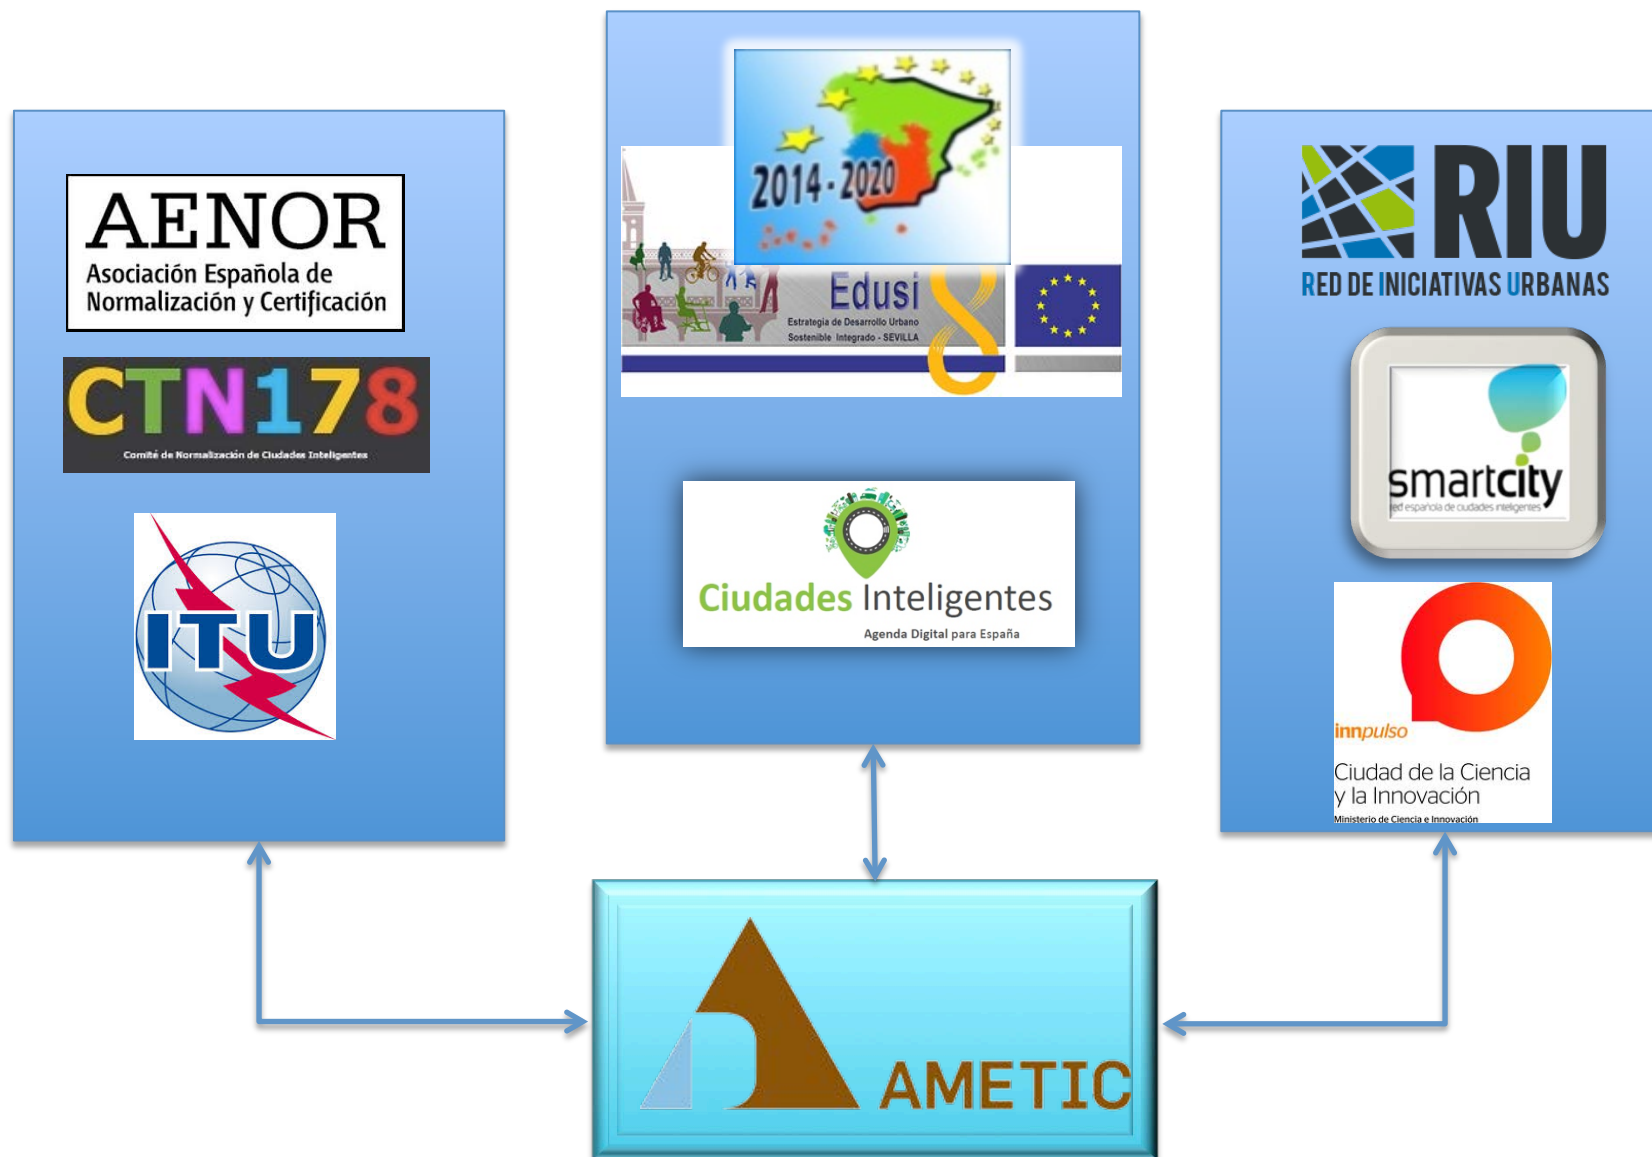 AENOR
Asociación Española de
Normalización y Certificación
CTN178
Comité de Normalización de Ciudades Inteligentes
ITU
2014-2020
Edusi
Estrategia de Desarrollo Urbano
Sostenible Integrado - SEVILLA
8
Ciudades Inteligentes
Agenda Digital para España
RIU
RED DE INICIATIVAS URBANAS
smartcity
red española de ciudades inteligentes
innpulso
Ciudad de la Ciencia
y la Innovación
Ministerio de Ciencia e Innovación
AMETIC